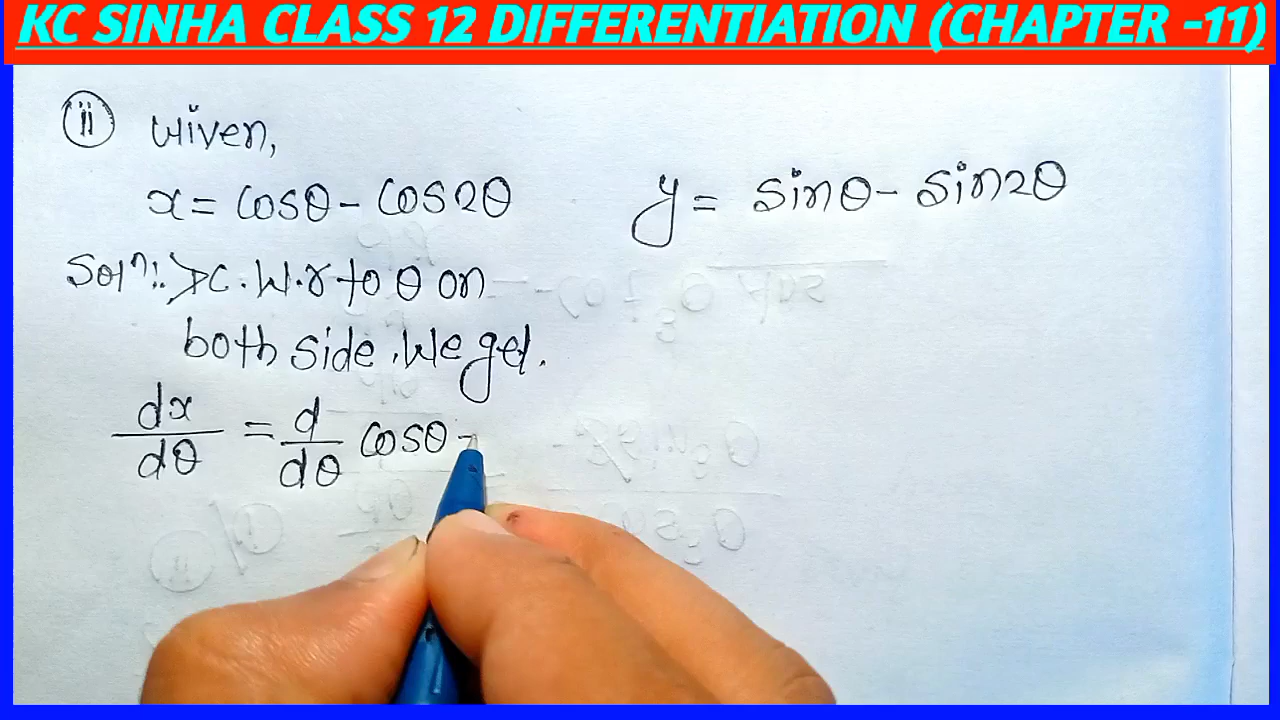 KC SINHA CLASS 12 DIFFERENTIATION (CHAPTER -11)
ii Given,
x = cosθ - cos2θ y = sinθ - sin2θ
Solⁿ: D.C.W.r to θ on
both side. We get.
dx/dθ = d/dθ cosθ -